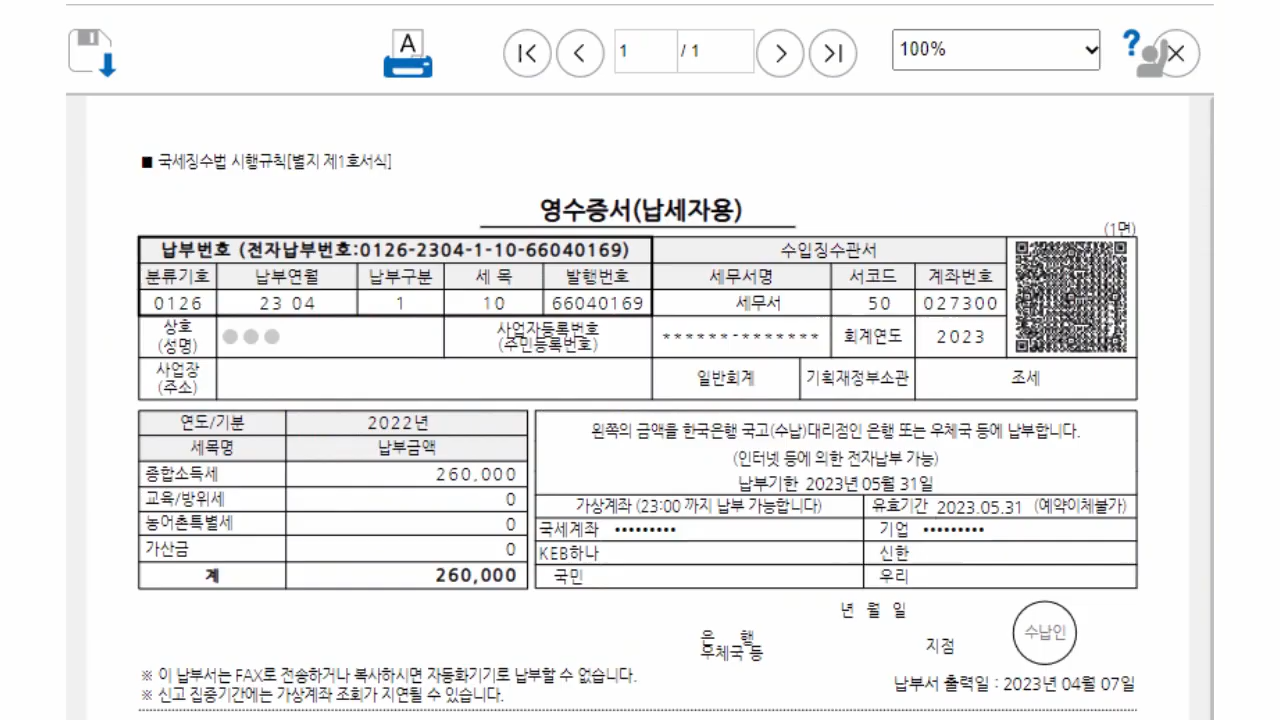 A
1 / 1
100%
?
■ 국세징수법 시행규칙[별지 제1호서식]
영수증서(납세자용)
(1면)
납부번호 (전자납부번호:0126-2304-1-10-66040169)
수입징수관서
분류기호 납부연월 납부구분 세 목 발행번호 세무서명 서코드 계좌번호
0126 23 04 1 10 66040169 세무서 50 027300
상호
(성명)
사업자등록번호
(주민등록번호)
******-******* 회계연도 2023
사업장
(주소)
일반회계 기획재정부소관 조세
연도/기분 2022년
세목명 납부금액
종합소득세 260,000
교육/방위세 0
농어촌특별세 0
가산금 0
계 260,000
왼쪽의 금액을 한국은행 국고(수납)대리점인 은행 또는 우체국 등에 납부합니다.
(인터넷 등에 의한 전자납부 가능)
납부기한 2023년 05월 31일
가상계좌 (23:00 까지 납부 가능합니다) 유효기간 2023.05.31 (예약이체불가)
국세계좌 ••••••••• 기업 •••••••••
KEB하나 신한
국민 우리
년 월 일
은 행
우체국 등
지점
수납인
※ 이 납부서는 FAX로 전송하거나 복사하시면 자동화기기로 납부할 수 없습니다.
※ 신고 집중기간에는 가상계좌 조회가 지연될 수 있습니다.
납부서 출력일 : 2023년 04월 07일